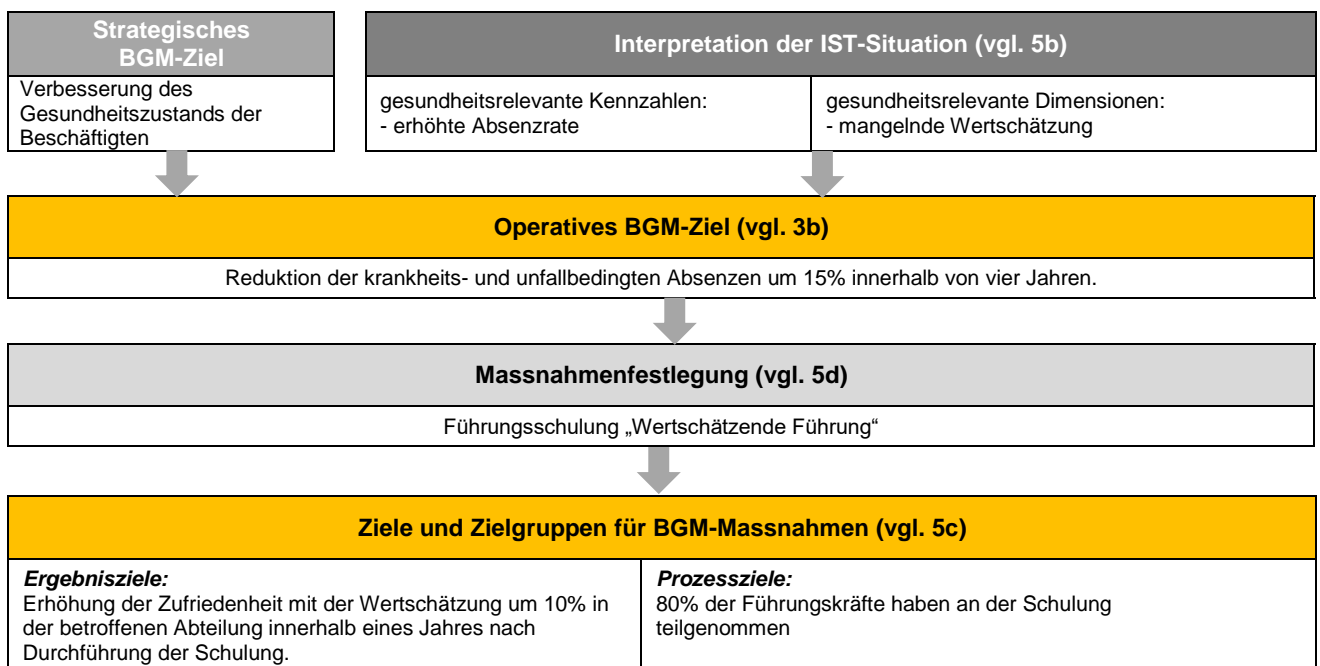 Strategisches
BGM-Ziel
Verbesserung des
Gesundheitszustands der
Beschäftigten
Interpretation der IST-Situation (vgl. 5b)
gesundheitsrelevante Kennzahlen:
- erhöhte Absenzrate
gesundheitsrelevante Dimensionen:
- mangelnde Wertschätzung
Operatives BGM-Ziel (vgl. 3b)
Reduktion der krankheits- und unfallbedingten Absenzen um 15% innerhalb von vier Jahren.
Massnahmenfestlegung (vgl. 5d)
Führungsschulung „Wertschätzende Führung“
Ziele und Zielgruppen für BGM-Massnahmen (vgl. 5c)
Ergebnisziele:
Erhöhung der Zufriedenheit mit der Wertschätzung um 10% in
der betroffenen Abteilung innerhalb eines Jahres nach
Durchführung der Schulung.
Prozessziele:
80% der Führungskräfte haben an der Schulung
teilgenommen